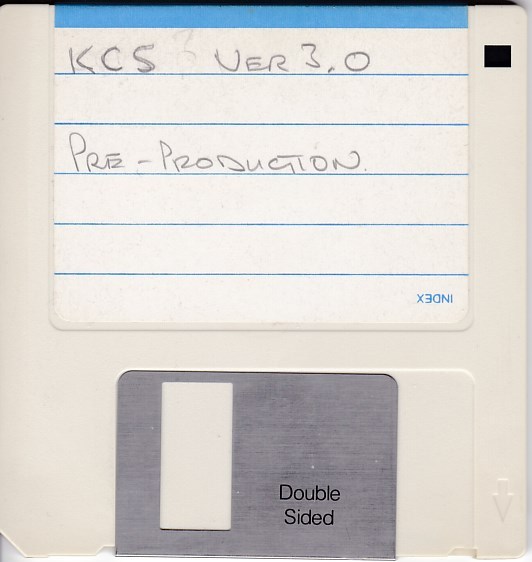 KCS VER 3.0
PRE-PRODUCTION.
INDEX
Double
Sided